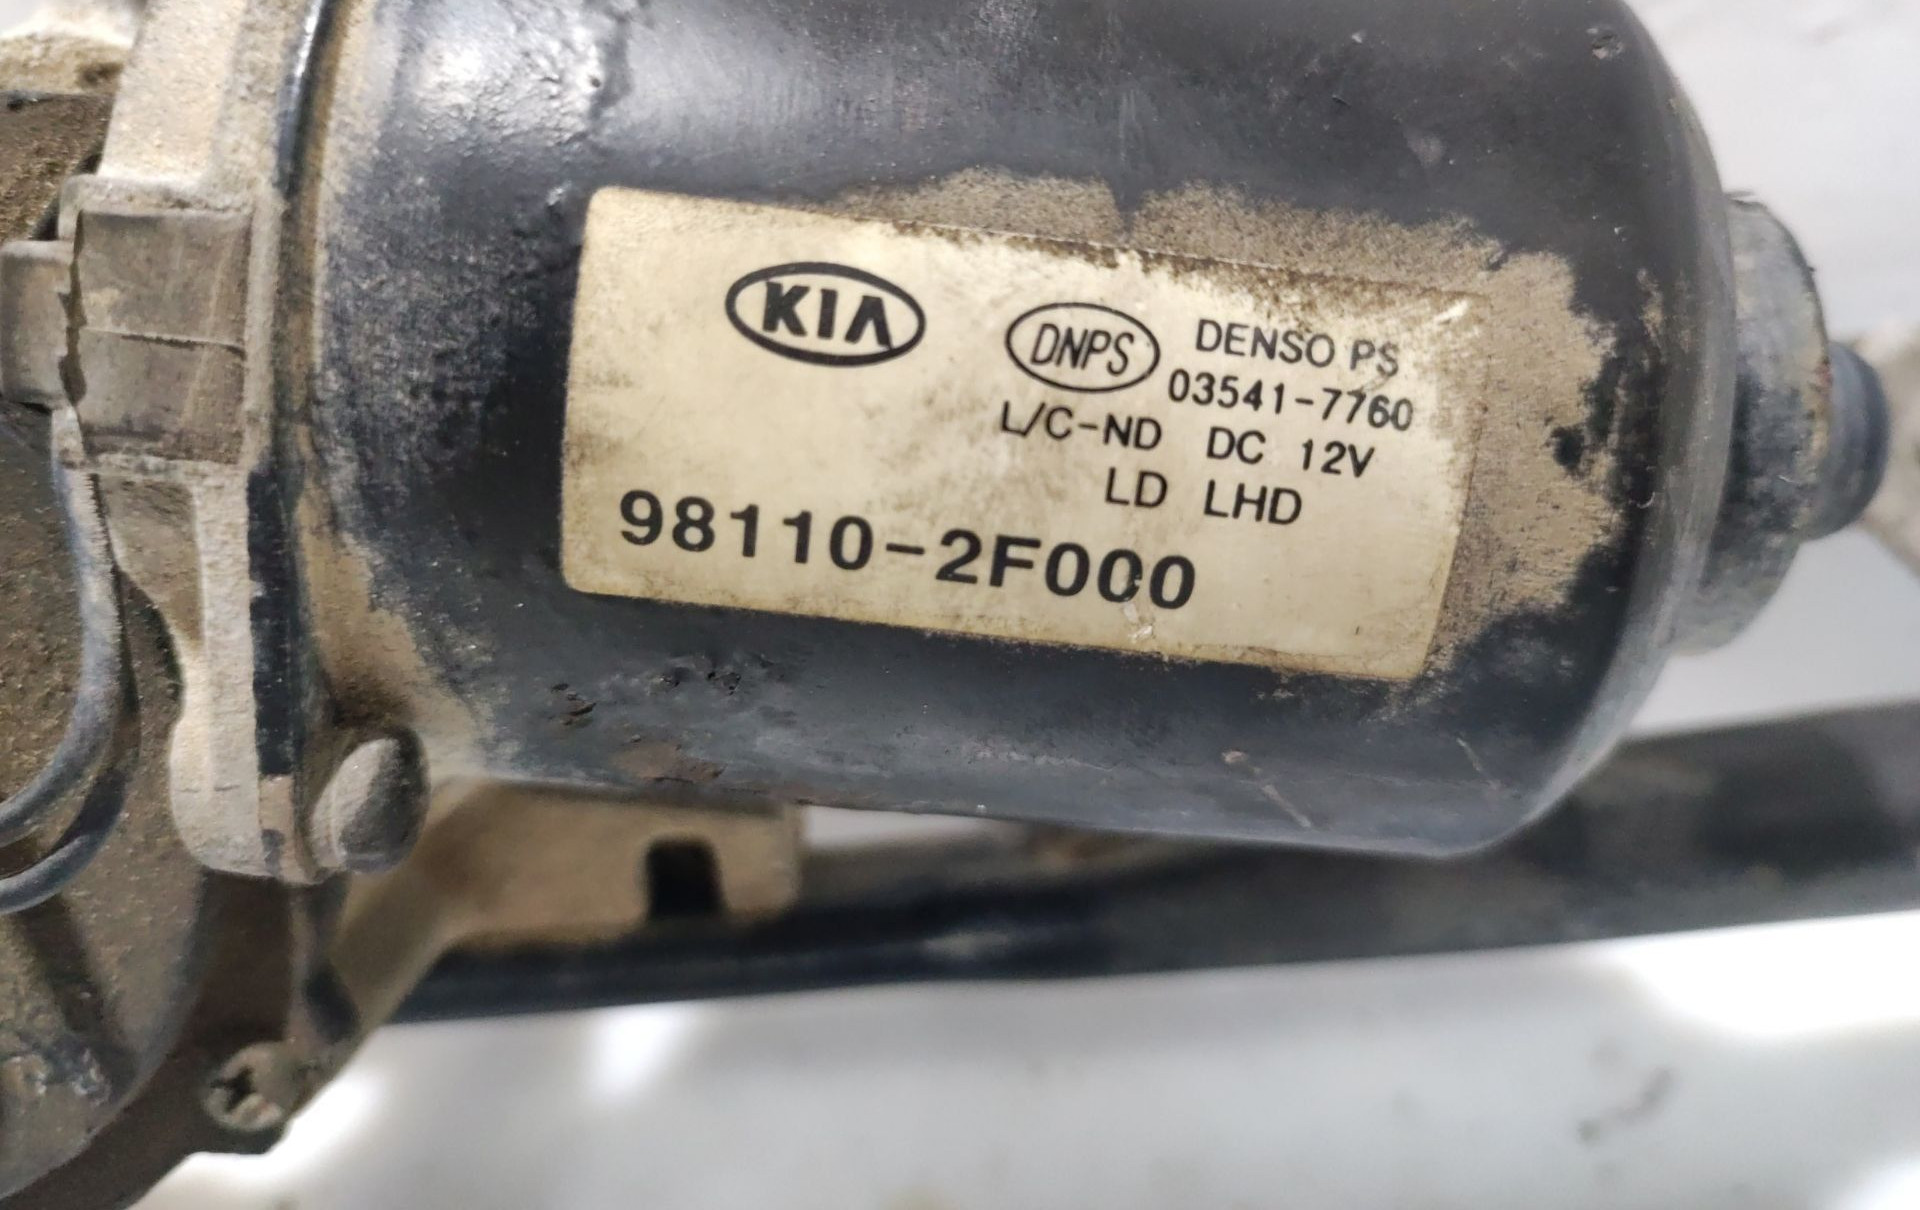 KIA
DNPS DENSO PS
03541-7760
L/C-ND DC 12V
LD LHD
98110-2F000